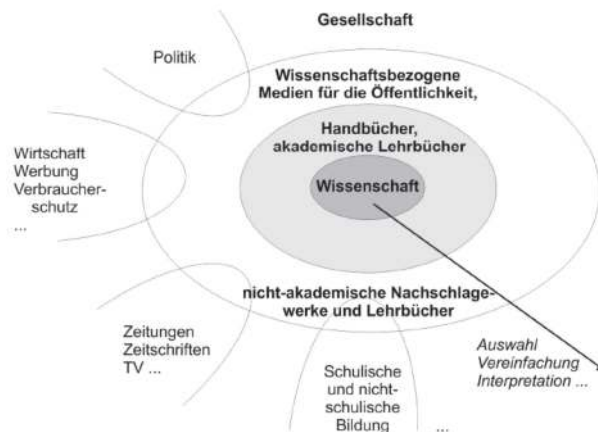 Gesellschaft
Politik
Wissenschaftsbezogene
Medien für die Öffentlichkeit,
Handbücher,
akademische Lehrbücher
Wissenschaft
Wirtschaft
Werbung
Verbraucher-
schutz
...
nicht-akademische Nachschlage-
werke und Lehrbücher
Zeitungen
Zeitschriften
TV ...
Schulische
und nicht-
schulische
Bildung
...
Auswahl
Vereinfachung
Interpretation ...